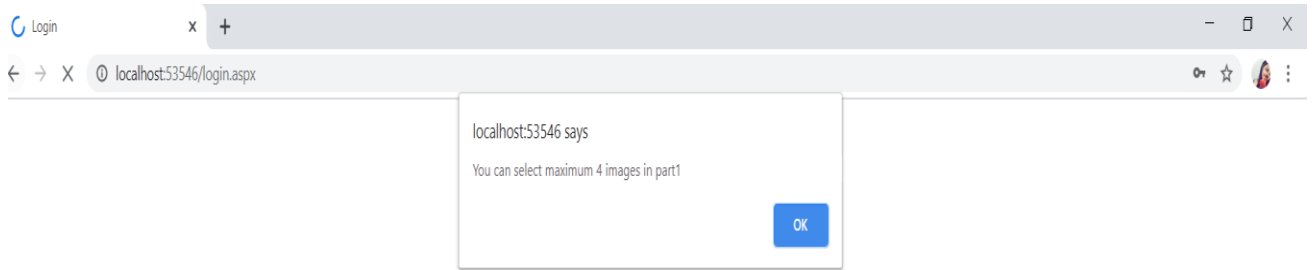 Login
localhost:53546/login.aspx
localhost:53546 says
You can select maximum 4 images in part1
OK